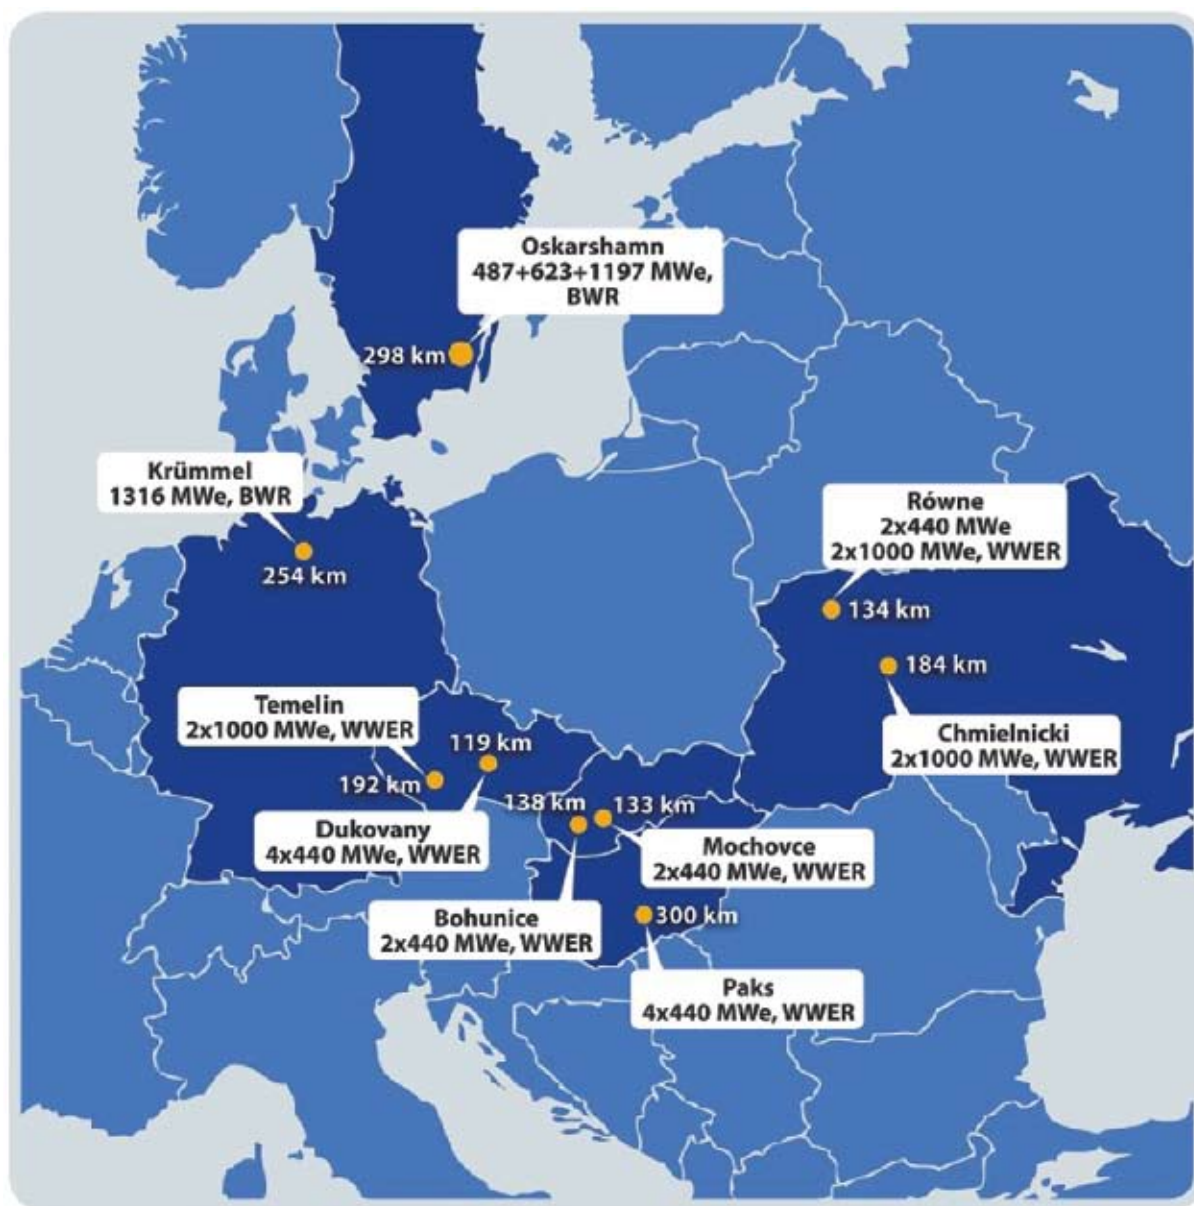 Oskarshamn
487+623+1197 MWe,
BWR
298 km
Krümmel
1316 MWe, BWR
254 km
Równe
2x440 MWe
2x1000 MWe, WWER
134 km
184 km
Chmielnicki
2x1000 MWe, WWER
Temelin
2x1000 MWe, WWER
192 km
119 km
Dukovany
4x440 MWe, WWER
138 km
133 km
Mochovce
2x440 MWe, WWER
Bohunice
2x440 MWe, WWER
300 km
Paks
4x440 MWe, WWER